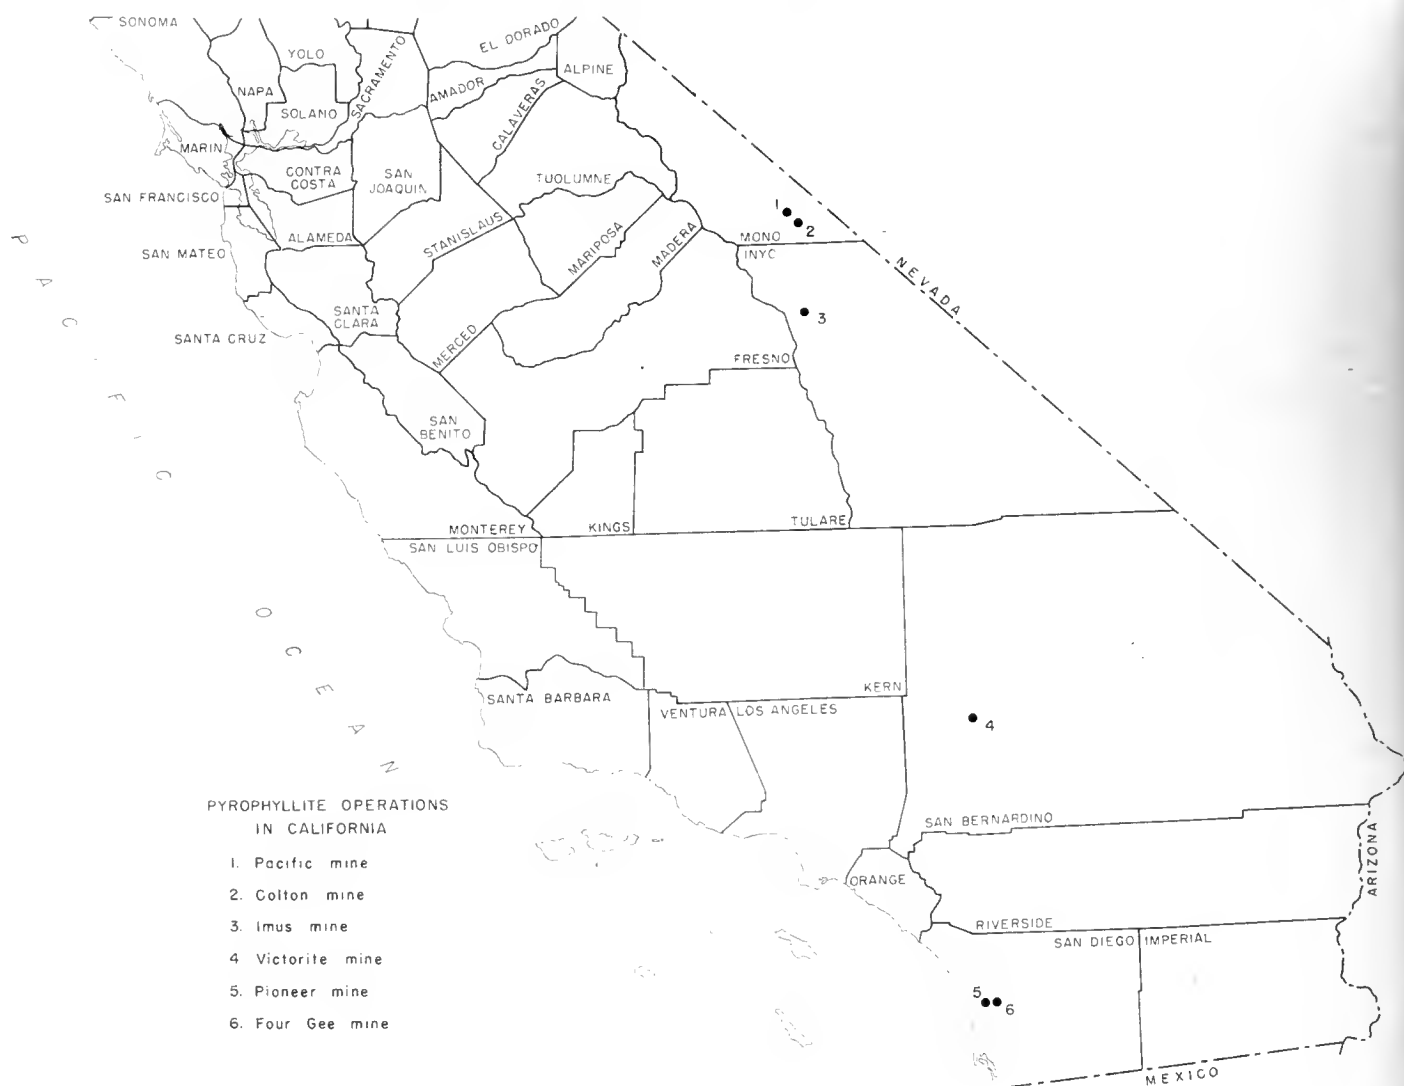 SONOMA
YOLO
NAPA
SOLANO
SACRAMENTO
EL DORADO
AMADOR
ALPINE
CALAVERAS
MARIN
CONTRA
COSTA
SAN
JOAQUIN
TUOLUMNE
SAN FRANCISCO
ALAMEDA
STANISLAUS
MARIPOSA
MADERA
1
2
MONO
INYC
SAN MATEO
NEVADA
SANTA
CLARA
3
SANTA CRUZ
MERCED
FRESNO
SAN
BENITO
PACIFIC OCEAN
MONTEREY
KINGS
TULARE
SAN LUIS OBISPO
KERN
SANTA BARBARA
VENTURA
LOS ANGELES
4
SAN BERNARDINO
ARIZONA
ORANGE
RIVERSIDE
SAN DIEGO
IMPERIAL
5
6
MEXICO
PYROPHYLLITE OPERATIONS
IN CALIFORNIA
1. Pacific mine
2. Colton mine
3. Imus mine
4 Victorite mine
5. Pioneer mine
6. Four Gee mine